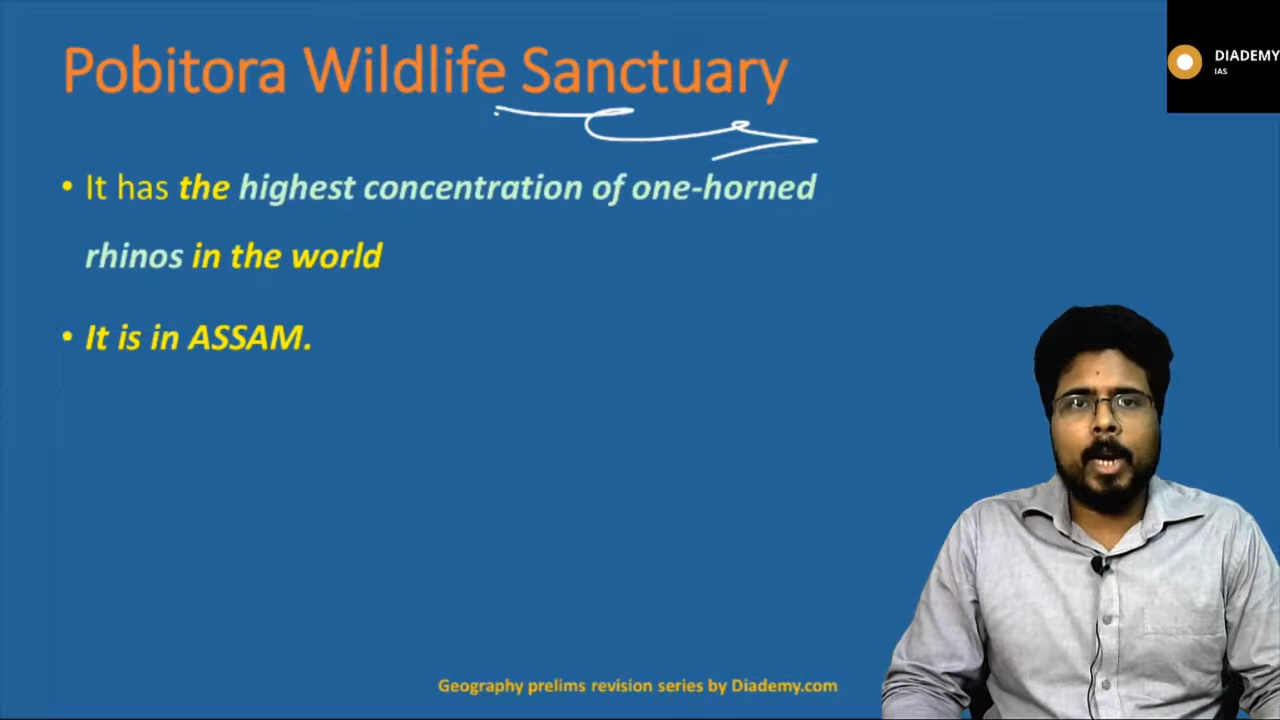 Pobitora Wildlife Sanctuary
DIADEMY
IAS
• It has the highest concentration of one-horned
rhinos in the world
• It is in ASSAM.
Geography prelims revision series by Diademy.com